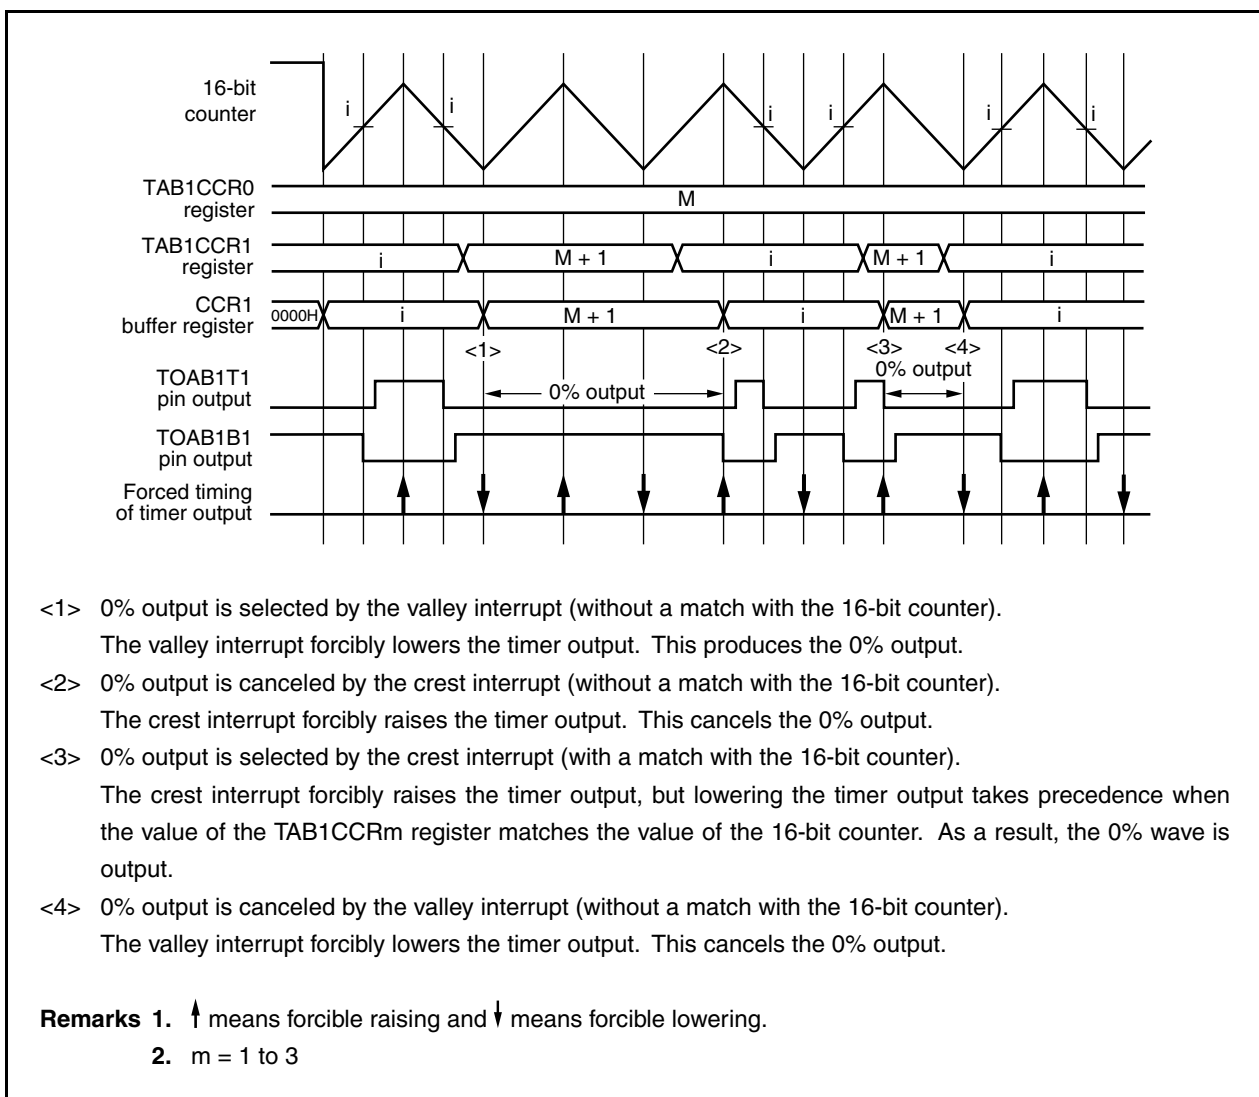 16-bit
counter
i
i
i
i
i
i
TAB1CCR0
register
M
TAB1CCR1
register
i
M + 1
i
M + 1
i
CCR1
buffer register
0000H
i
M + 1
i
M + 1
i
<1>
<2>
<3>
<4>
TOAB1T1
pin output
0% output
0% output
TOAB1B1
pin output
Forced timing
of timer output
<1> 0% output is selected by the valley interrupt (without a match with the 16-bit counter).
The valley interrupt forcibly lowers the timer output. This produces the 0% output.
<2> 0% output is canceled by the crest interrupt (without a match with the 16-bit counter).
The crest interrupt forcibly raises the timer output. This cancels the 0% output.
<3> 0% output is selected by the crest interrupt (with a match with the 16-bit counter).
The crest interrupt forcibly raises the timer output, but lowering the timer output takes precedence when
the value of the TAB1CCRm register matches the value of the 16-bit counter. As a result, the 0% wave is
output.
<4> 0% output is canceled by the valley interrupt (without a match with the 16-bit counter).
The valley interrupt forcibly lowers the timer output. This cancels the 0% output.
Remarks 1. ↑ means forcible raising and ↓ means forcible lowering.
2. m = 1 to 3